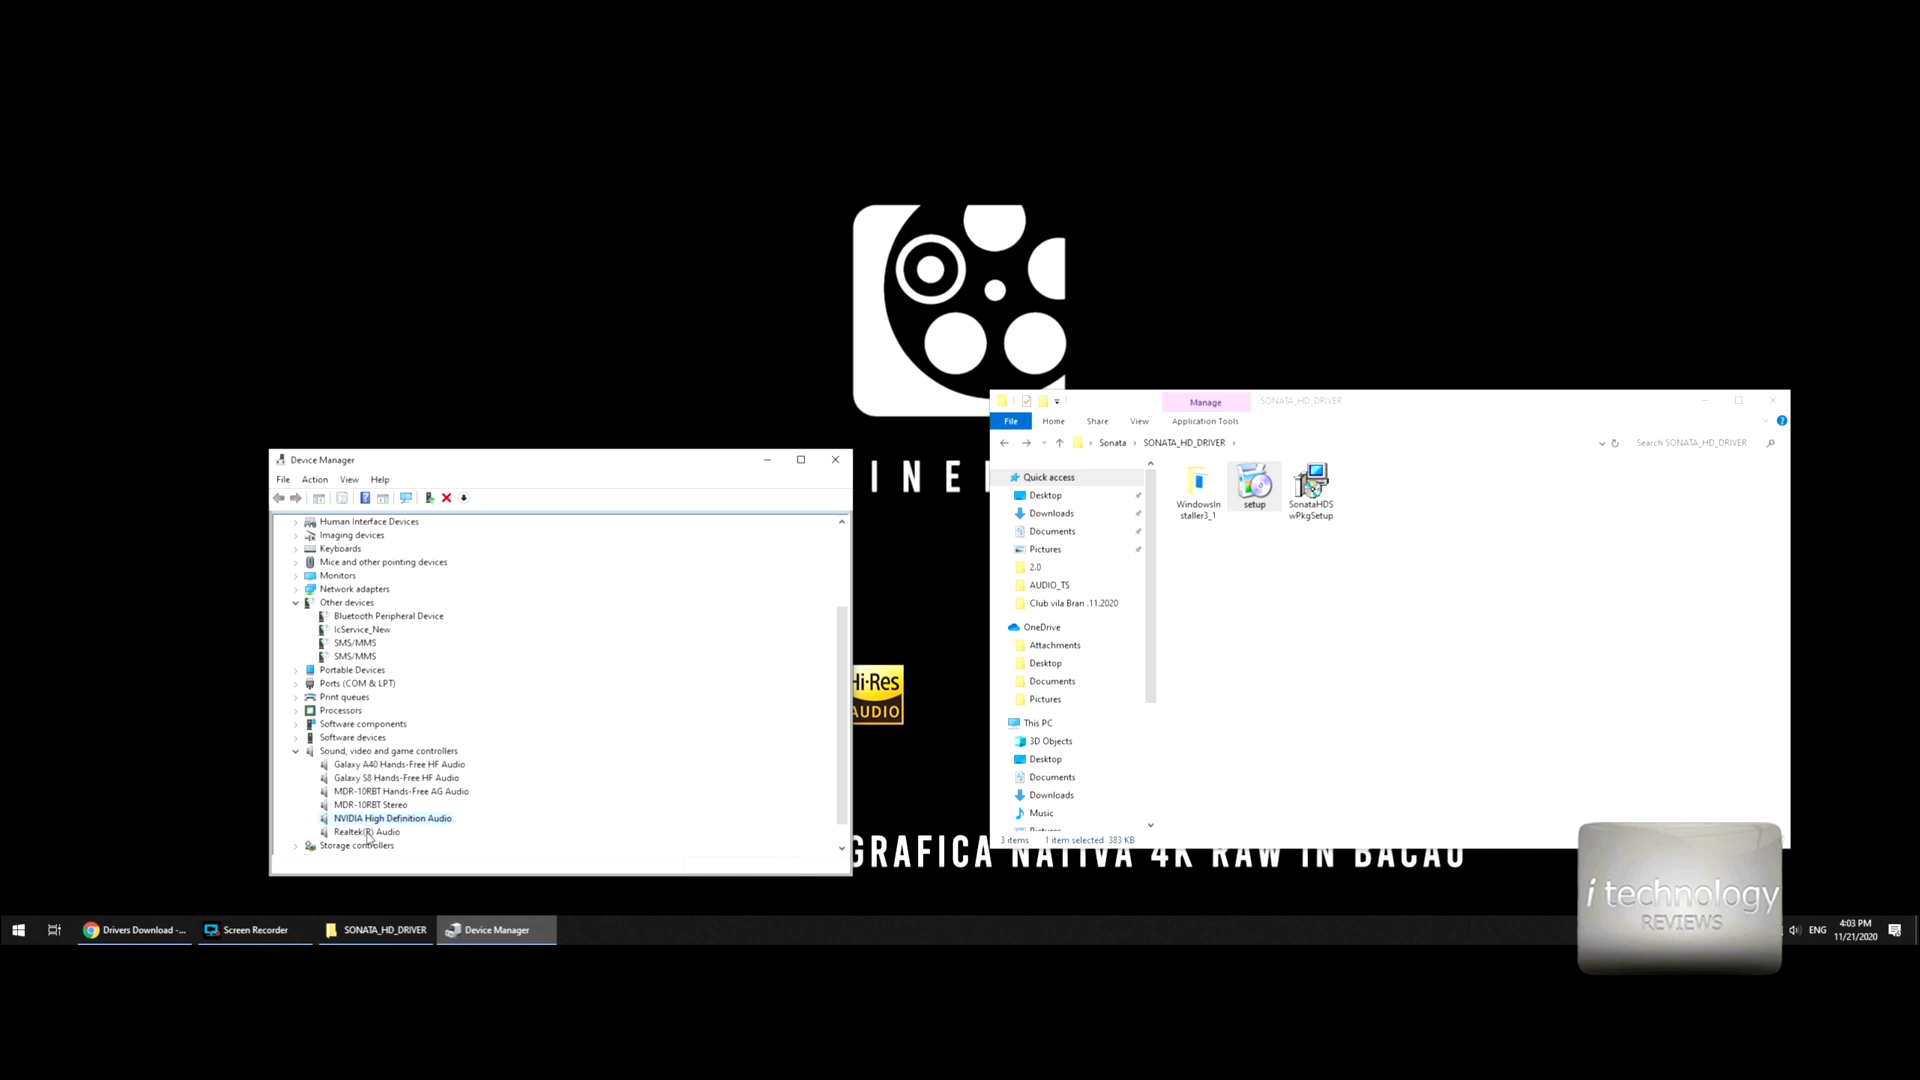 INE
Hi-Res
AUDIO
GRAFICA NATIVA 4K RAW IN BACAU
Device Manager
File Action View Help
Human Interface Devices
Imaging devices
Keyboards
Mice and other pointing devices
Monitors
Network adapters
Other devices
Bluetooth Peripheral Device
IcService_New
SMS/MMS
SMS/MMS
Portable Devices
Ports (COM & LPT)
Print queues
Processors
Software components
Software devices
Sound, video and game controllers
Galaxy A40 Hands-Free HF Audio
Galaxy S8 Hands-Free HF Audio
MDR-10RBT Hands-Free AG Audio
MDR-10RBT Stereo
NVIDIA High Definition Audio
Realtek(R) Audio
Storage controllers
Manage SONATA_HD_DRIVER
File Home Share View Application Tools
Sonata SONATA_HD_DRIVER Search SONATA_HD_DRIVER
Quick access
Desktop
Downloads
Documents
Pictures
2.0
AUDIO_TS
Club vila Bran .11.2020
OneDrive
Attachments
Desktop
Documents
Pictures
This PC
3D Objects
Desktop
Documents
Downloads
Music
WindowsIn
staller3_1
setup
SonataHDS
wPkgSetup
3 items 1 item selected 383 KB
i technology
REVIEWS
Drivers Download -... Screen Recorder SONATA_HD_DRIVER Device Manager
ENG
4:03 PM
11/21/2020